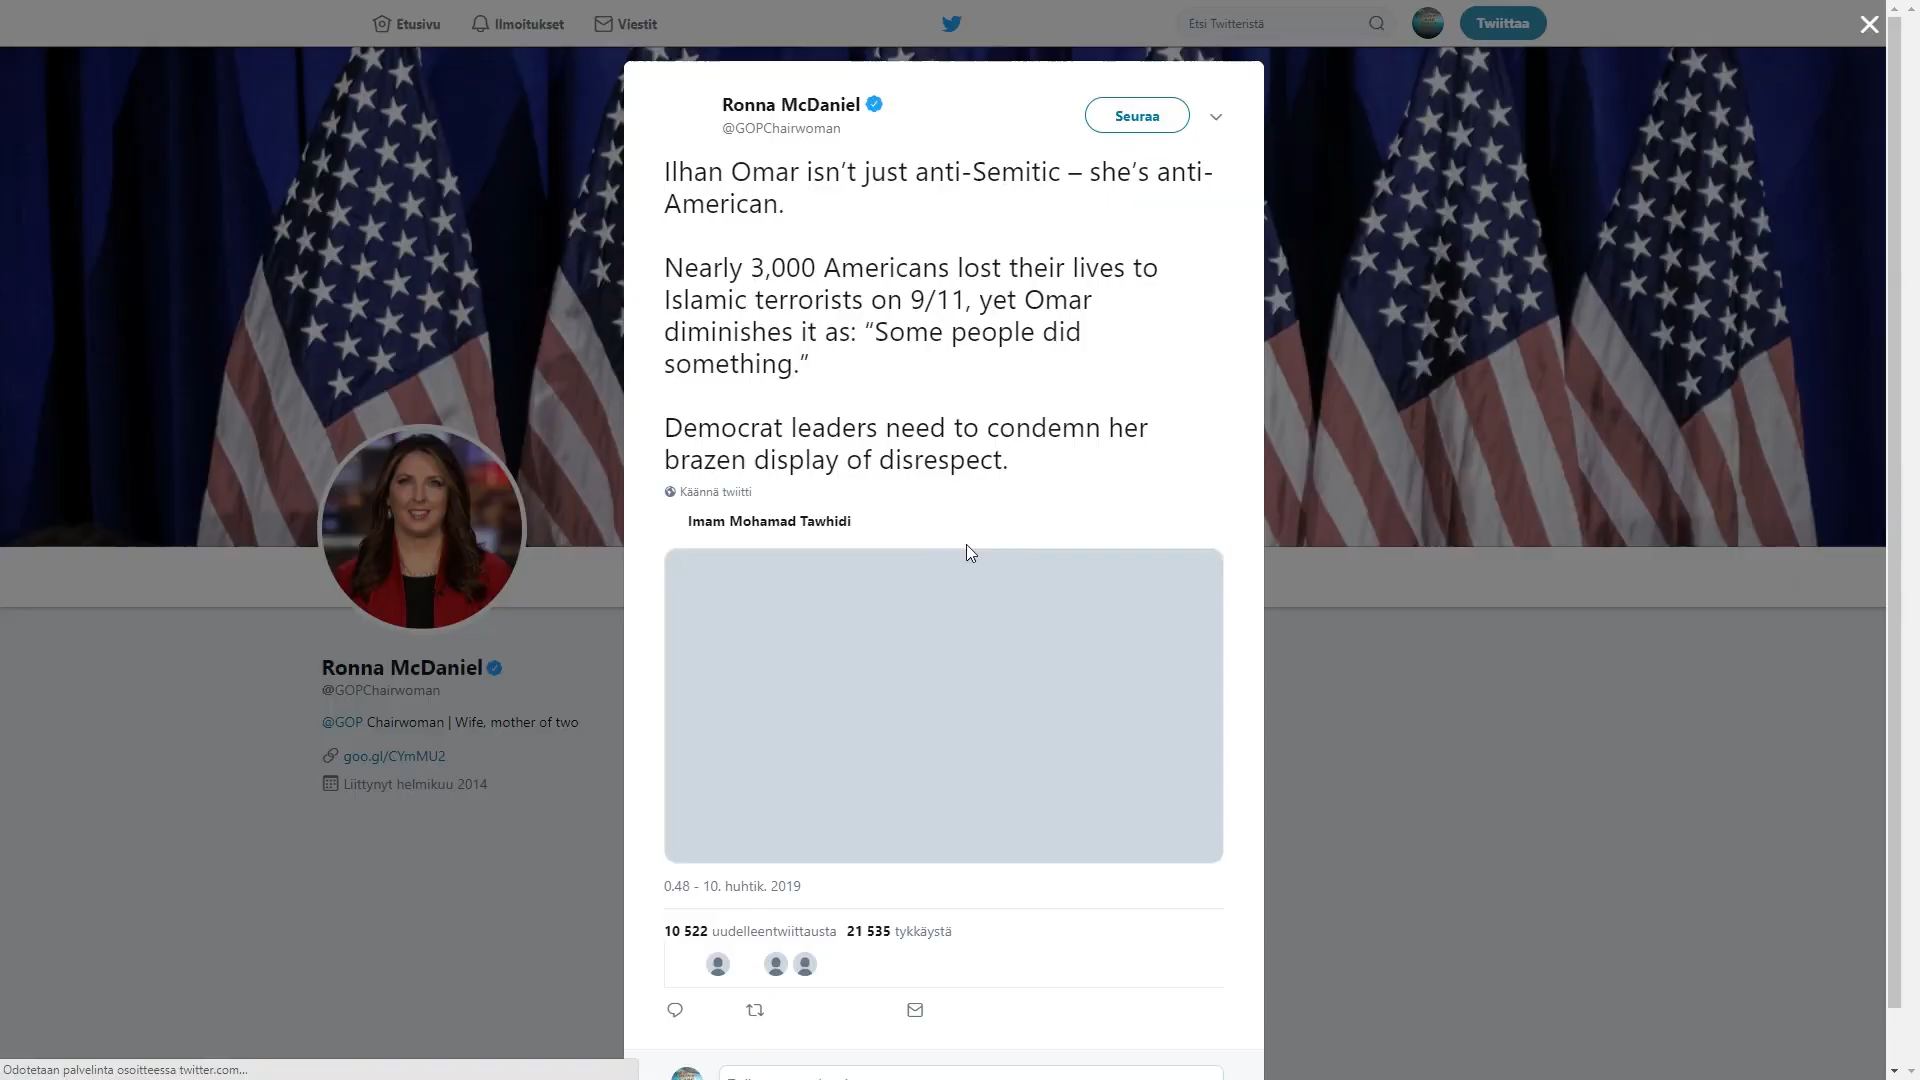 Etusivu
Ilmoitukset
Viestit
Etsi Twitteristä
Twiittaa
Ronna McDaniel
@GOPChairwoman
Seuraa
Ilhan Omar isn’t just anti-Semitic – she’s anti-
American.
Nearly 3,000 Americans lost their lives to
Islamic terrorists on 9/11, yet Omar
diminishes it as: “Some people did
something.”
Democrat leaders need to condemn her
brazen display of disrespect.
Käännä twiitti
Imam Mohamad Tawhidi
0.48 - 10. huhtik. 2019
10 522 uudelleentwiittausta 21 535 tykkäystä
Ronna McDaniel
@GOPChairwoman
@GOP Chairwoman | Wife, mother of two
goo.gl/CYmMU2
Liittynyt helmikuu 2014
Odotetaan palvelinta osoitteessa twitter.com...